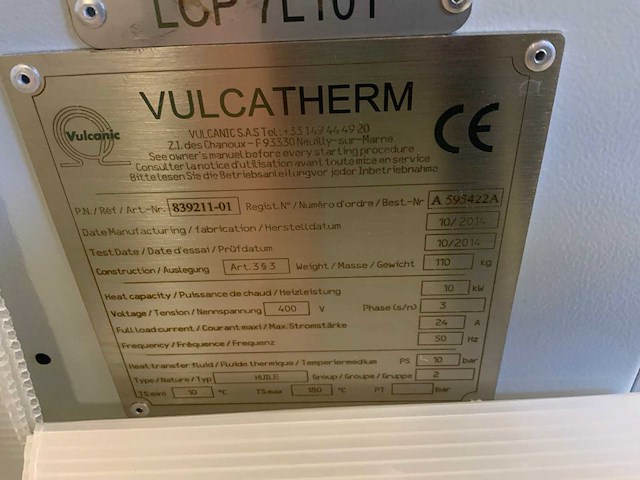 LCP 7L101
VULCATHERM
Vulcanic
CE
VULCANIC S.A.S Tel.:+33 1 49 44 49 20
Z.I. des Chanoux - F 93330 Neuilly-sur-Marne
See owner's manuel before every starting procedure
Consulter la notice d'utilisation avant toute mise en service
Bitte lesen Sie die Betriebsanleitung vor jeder Inbetriebnahme
P.N./Réf/Art.-Nr. 839211-01 Regist.N°/Numéro d'ordre/Best.-Nr A 595422A
Date Manufacturing/fabrication/Herstelldatum 10/2014
Test Date/Date d'essai/Prüfdatum 10/2014
Construction/Auslegung Art.3§3 Weight/Masse/Gewicht 110 kg
Heat capacity/Puissance de chaud/Heizleistung 10 kW
Voltage/Tension/Nennspannung 400 V Phase(s/n) 3
Full load current/Courant maxi/Max.Stromstärke 24 A
Frequency/Fréquence/Frequenz 50 Hz
Heat transfer fluid/Fluide thermique/Temperiermedium PS 10 bar
Type/Nature/Typ HUILE Group/Groupe/Gruppe 2
TS mini 10 °C TS max 180 °C PT bar